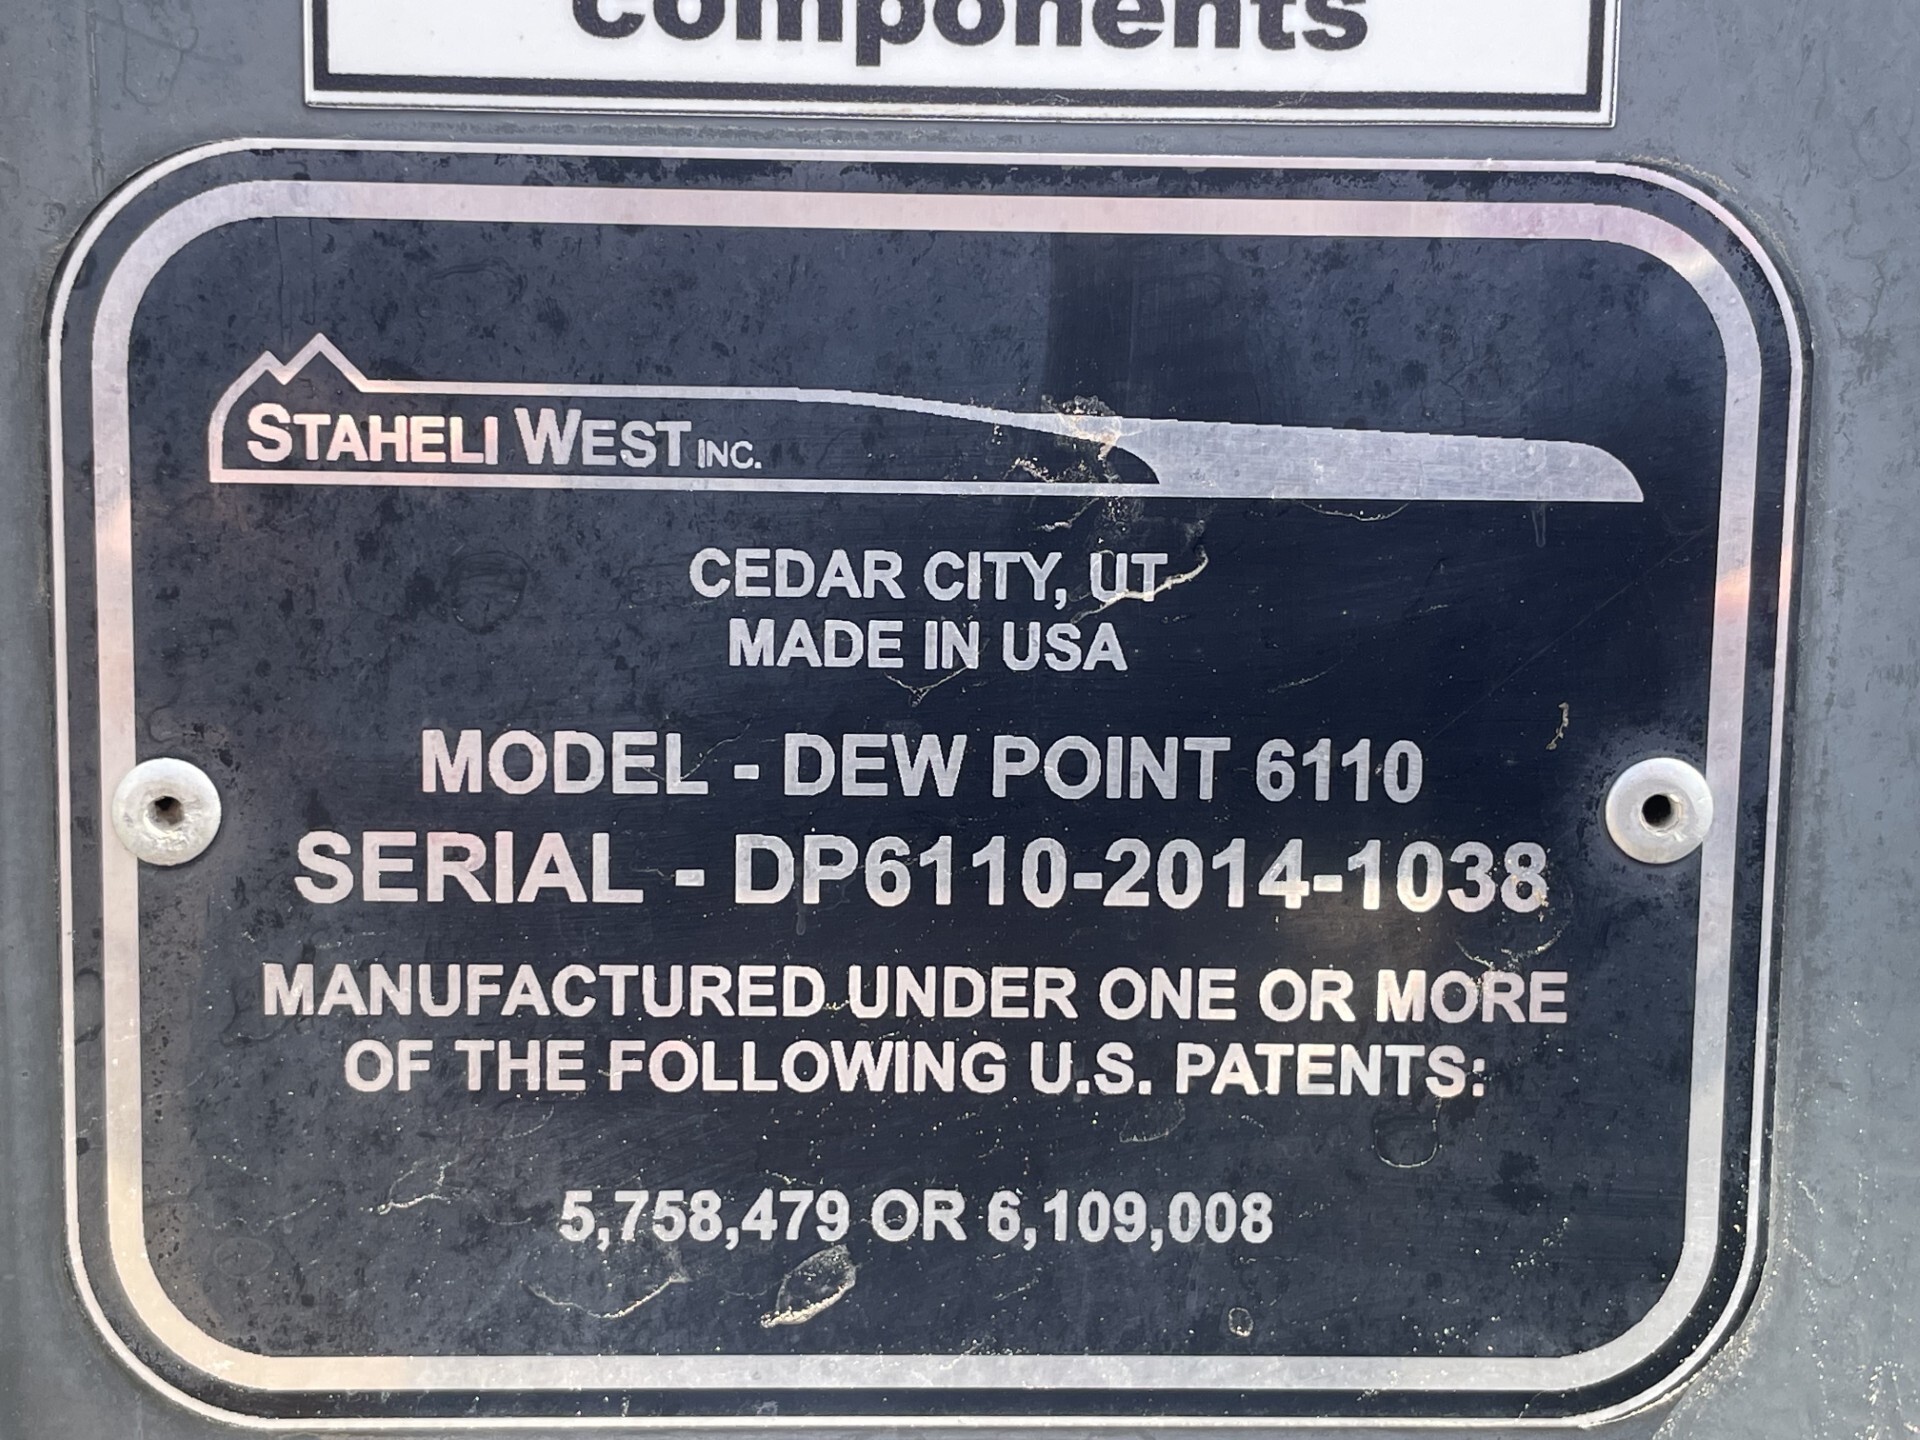 components
STAHELI WEST INC.
CEDAR CITY, UT
MADE IN USA
MODEL - DEW POINT 6110
SERIAL - DP6110-2014-1038
MANUFACTURED UNDER ONE OR MORE
OF THE FOLLOWING U.S. PATENTS:
5,758,479 OR 6,109,008